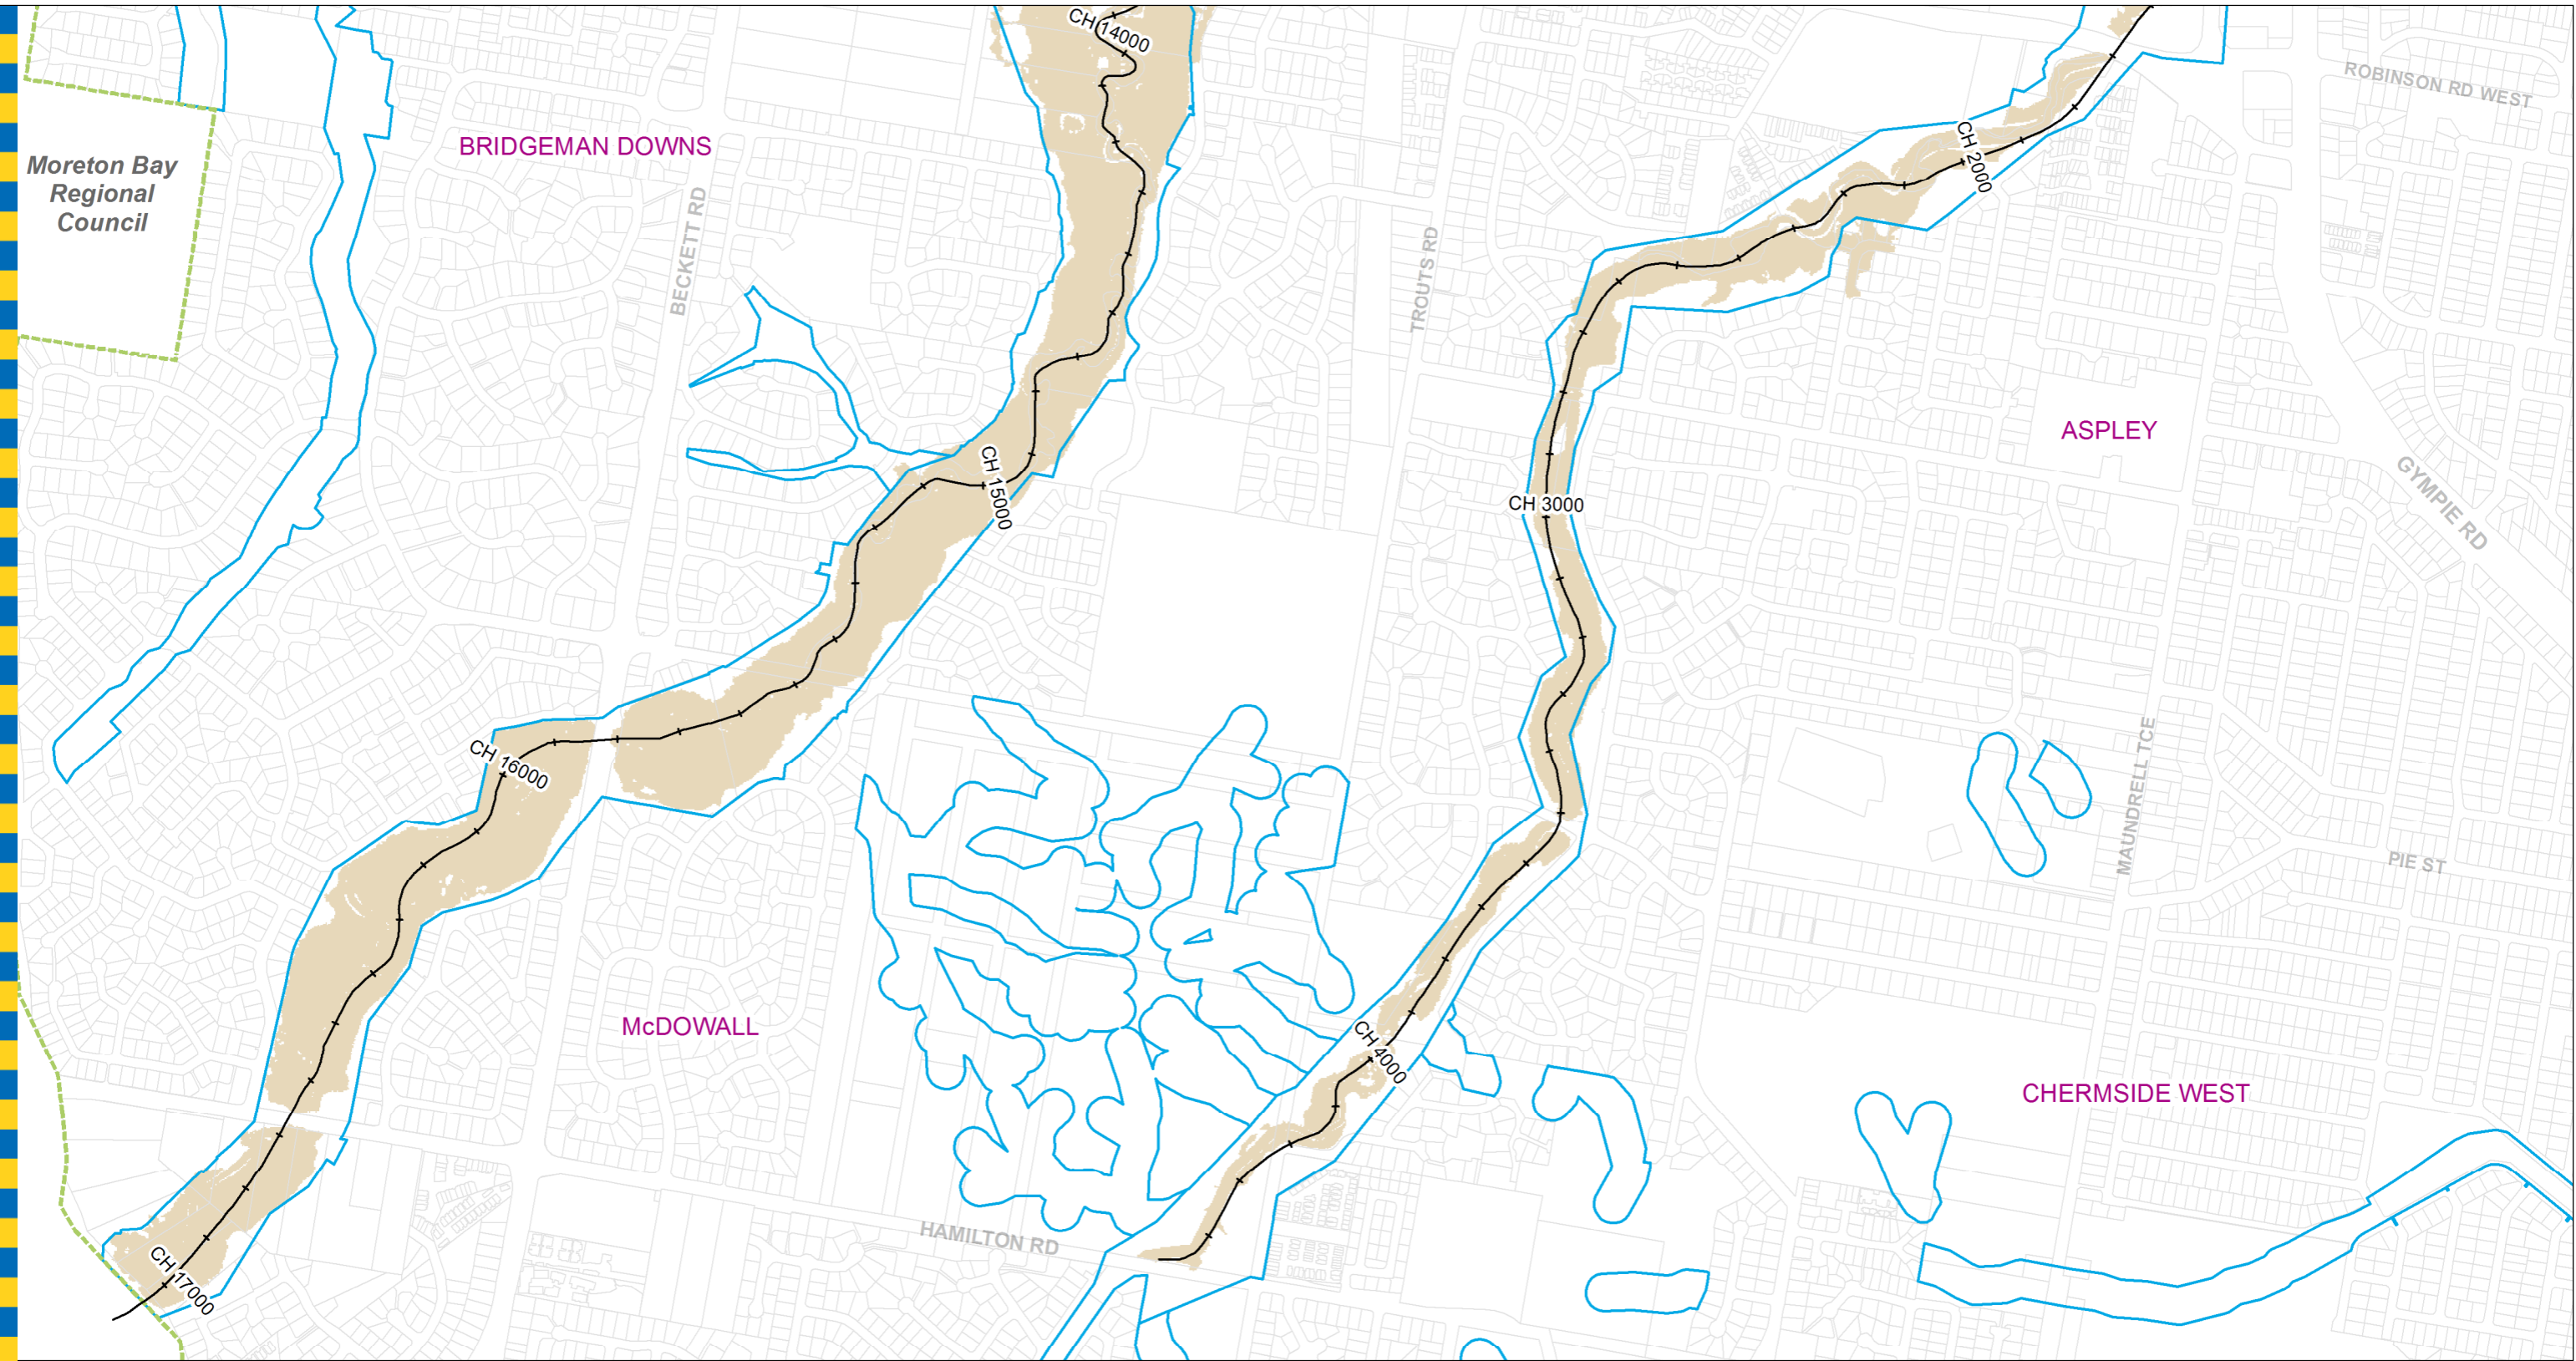 CH 14000
ROBINSON RD WEST
BRIDGEMAN DOWNS
CH 2000
Moreton Bay
Regional
Council
BECKETT RD
TROUTS RD
ASPLEY
GYMPIE RD
CH 15000
CH 3000
CH 16000
MAUNDRELL TCE
PIE ST
McDOWALL
CH 4000
CHERMSIDE WEST
HAMILTON RD
CH 17000